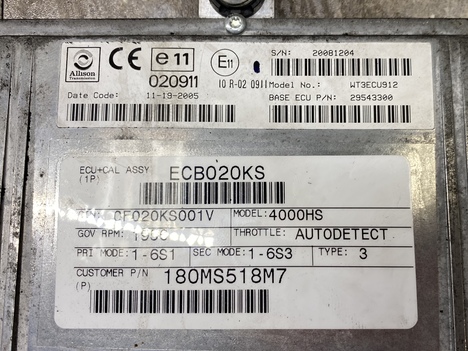 Allison
Transmission
CE
e11
020911
E11
10 R-02 0911
S/N: 20081204
Model No.: WT3ECU912
Date Code: 11-19-2005
BASE ECU P/N: 29543300
ECU+CAL ASSY
(1P)
ECB020KS
CF020KS001V MODEL: 4000HS
GOV RPM: THROTTLE: AUTODETECT
PRI MODE: 1-6S1 SEC MODE: 1-6S3 TYPE: 3
CUSTOMER P/N
(P)
180MS518M7